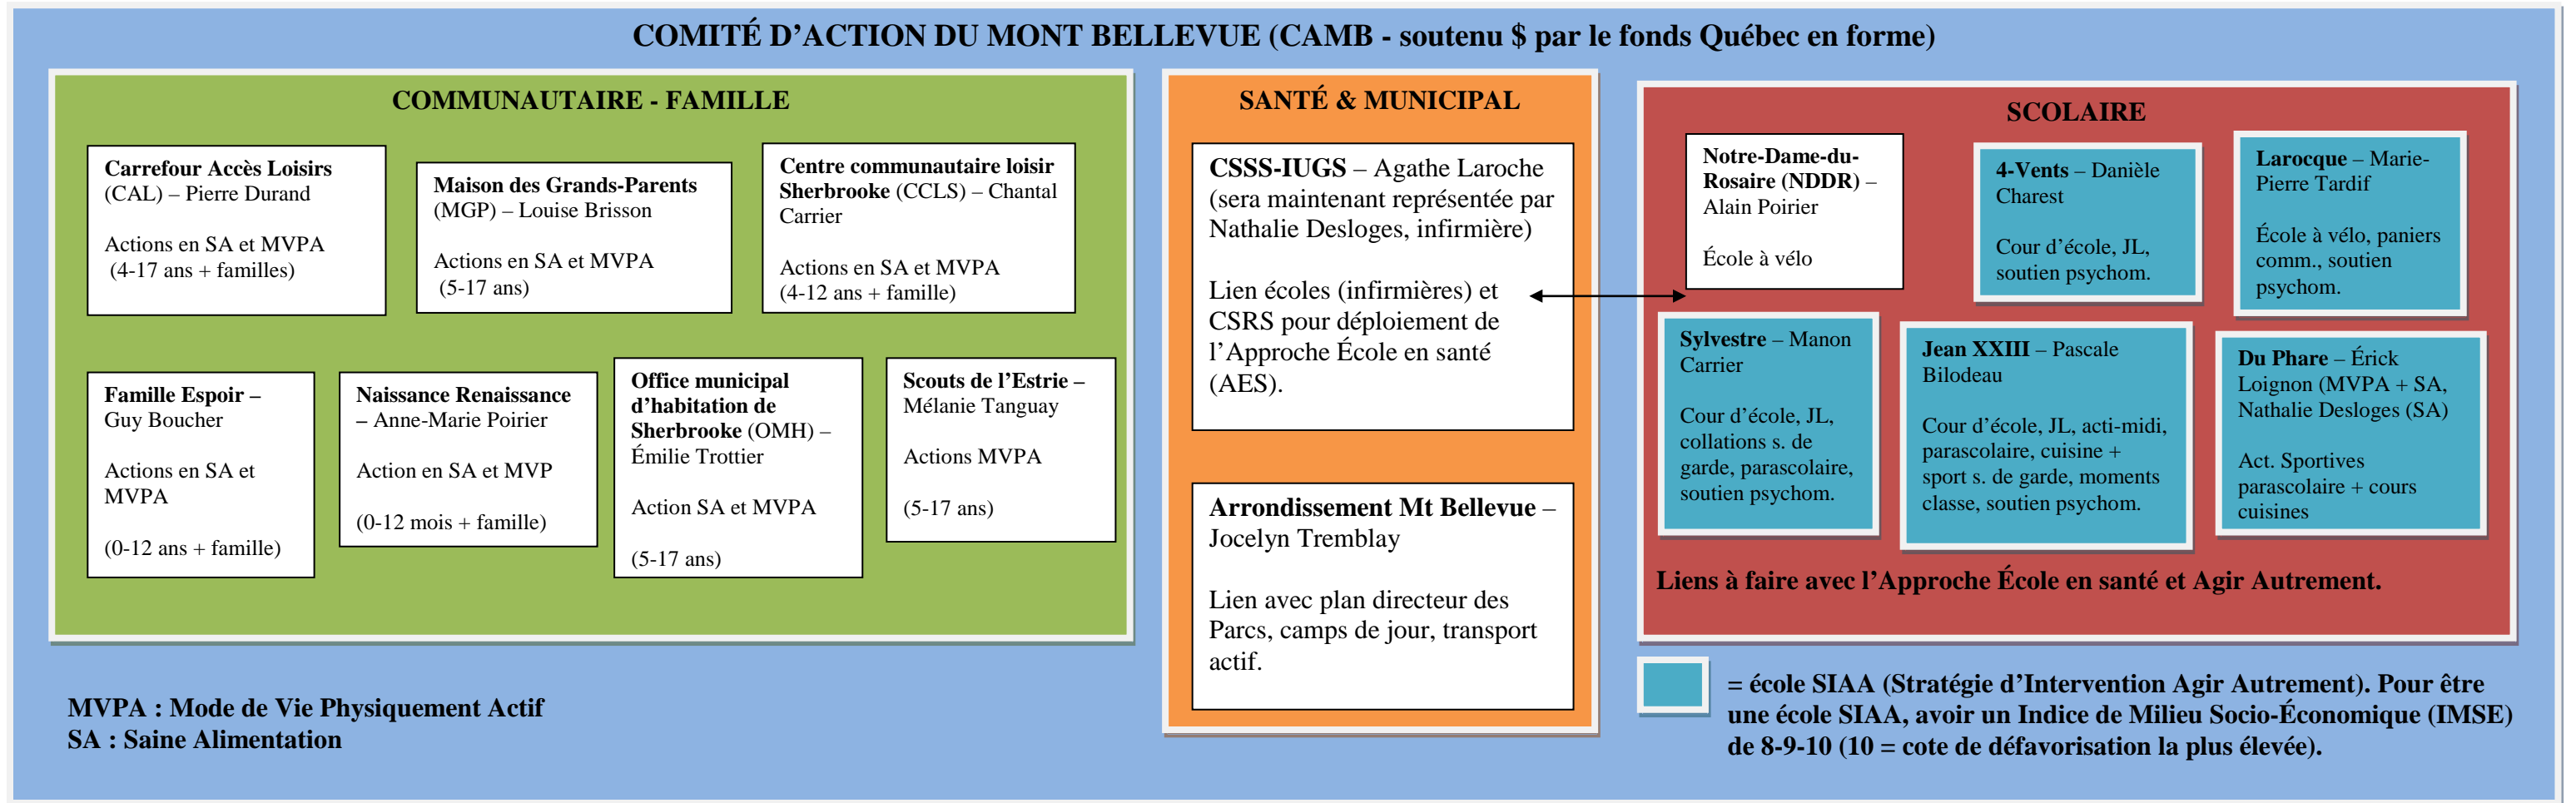 COMITÉ D’ACTION DU MONT BELLEVUE (CAMB - soutenu $ par le fonds Québec en forme)
COMMUNAUTAIRE - FAMILLE
Carrefour Accès Loisirs
(CAL) – Pierre Durand
Actions en SA et MVPA
(4-17 ans + familles)
Maison des Grands-Parents
(MGP) – Louise Brisson
Actions en SA et MVPA
(5-17 ans)
Centre communautaire loisir
Sherbrooke (CCLS) – Chantal
Carrier
Actions en SA et MVPA
(4-12 ans + famille)
Famille Espoir –
Guy Boucher
Actions en SA et
MVPA
(0-12 ans + famille)
Naissance Renaissance
– Anne-Marie Poirier
Action en SA et MVP
(0-12 mois + famille)
Office municipal
d’habitation de
Sherbrooke (OMH) –
Émilie Trottier
Action SA et MVPA
(5-17 ans)
Scouts de l’Estrie –
Mélanie Tanguay
Actions MVPA
(5-17 ans)
MVPA : Mode de Vie Physiquement Actif
SA : Saine Alimentation
SANTÉ & MUNICIPAL
CSSS-IUGS – Agathe Laroche
(sera maintenant représentée par
Nathalie Desloges, infirmière)
Lien écoles (infirmières) et
CSRS pour déploiement de
l’Approche École en santé
(AES).
Arrondissement Mt Bellevue –
Jocelyn Tremblay
Lien avec plan directeur des
Parcs, camps de jour, transport
actif.
SCOLAIRE
Notre-Dame-du-
Rosaire (NDDR) –
Alain Poirier
École à vélo
4-Vents – Danièle
Charest
Cour d’école, JL,
soutien psychom.
Larocque – Marie-
Pierre Tardif
École à vélo, paniers
comm., soutien
psychom.
Sylvestre – Manon
Carrier
Cour d’école, JL,
collations s. de
garde, parascolaire,
soutien psychom.
Jean XXIII – Pascale
Bilodeau
Cour d’école, JL, acti-midi,
parascolaire, cuisine +
sport s. de garde, moments
classe, soutien psychom.
Du Phare – Érick
Loignon (MVPA + SA,
Nathalie Desloges (SA)
Act. Sportives
parascolaire + cours
cuisines
Liens à faire avec l’Approche École en santé et Agir Autrement.
= école SIAA (Stratégie d’Intervention Agir Autrement). Pour être
une école SIAA, avoir un Indice de Milieu Socio-Économique (IMSE)
de 8-9-10 (10 = cote de défavorisation la plus élevée).